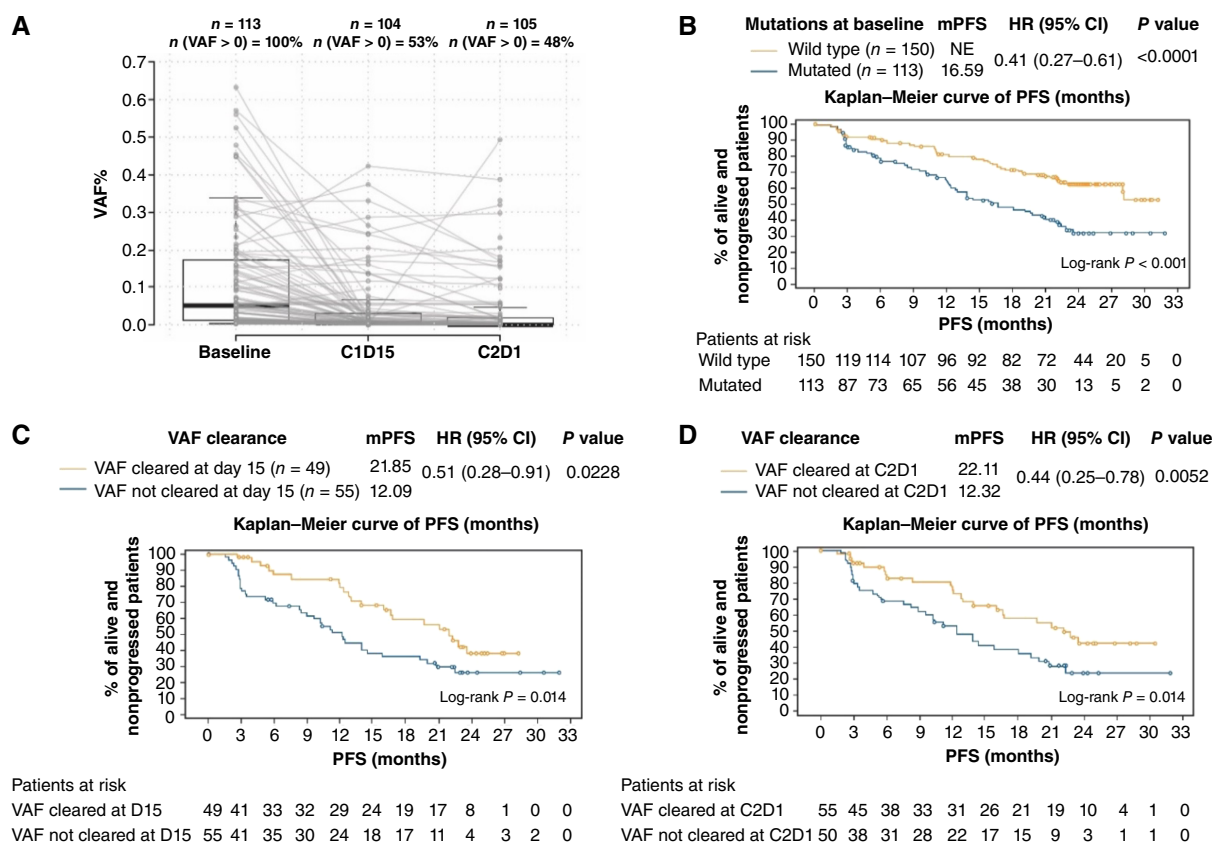 A
n = 113 n = 104 n = 105
n (VAF > 0) = 100% n (VAF > 0) = 53% n (VAF > 0) = 48%
0.7
0.6
0.5
0.4
0.3
0.2
0.1
0.0
VAF%
Baseline C1D15 C2D1
B
Mutations at baseline mPFS HR (95% CI) P value
Wild type (n = 150) NE 0.41 (0.27–0.61) <0.0001
Mutated (n = 113) 16.59
Kaplan–Meier curve of PFS (months)
% of alive and
nonprogressed patients
100
90
80
70
60
50
40
30
20
10
0
Log-rank P < 0.001
0 3 6 9 12 15 18 21 24 27 30 33
PFS (months)
Patients at risk
Wild type 150 119 114 107 96 92 82 72 44 20 5 0
Mutated 113 87 73 65 56 45 38 30 13 5 2 0
C
VAF clearance mPFS HR (95% CI) P value
VAF cleared at day 15 (n = 49) 21.85 0.51 (0.28–0.91) 0.0228
VAF not cleared at day 15 (n = 55) 12.09
Kaplan–Meier curve of PFS (months)
% of alive and
nonprogressed patients
100
90
80
70
60
50
40
30
20
10
0
Log-rank P = 0.014
0 3 6 9 12 15 18 21 24 27 30 33
PFS (months)
Patients at risk
VAF cleared at D15 49 41 33 32 29 24 19 17 8 1 0 0
VAF not cleared at D15 55 41 35 30 24 18 17 11 4 3 2 0
D
VAF clearance mPFS HR (95% CI) P value
VAF cleared at C2D1 22.11 0.44 (0.25–0.78) 0.0052
VAF not cleared at C2D1 12.32
Kaplan–Meier curve of PFS (months)
% of alive and
nonprogressed patients
100
90
80
70
60
50
40
30
20
10
0
Log-rank P = 0.014
0 3 6 9 12 15 18 21 24 27 30 33
PFS (months)
Patients at risk
VAF cleared at C2D1 55 45 38 33 31 26 21 19 10 4 1 0
VAF not cleared at C2D1 50 38 31 28 22 17 15 9 3 1 1 0